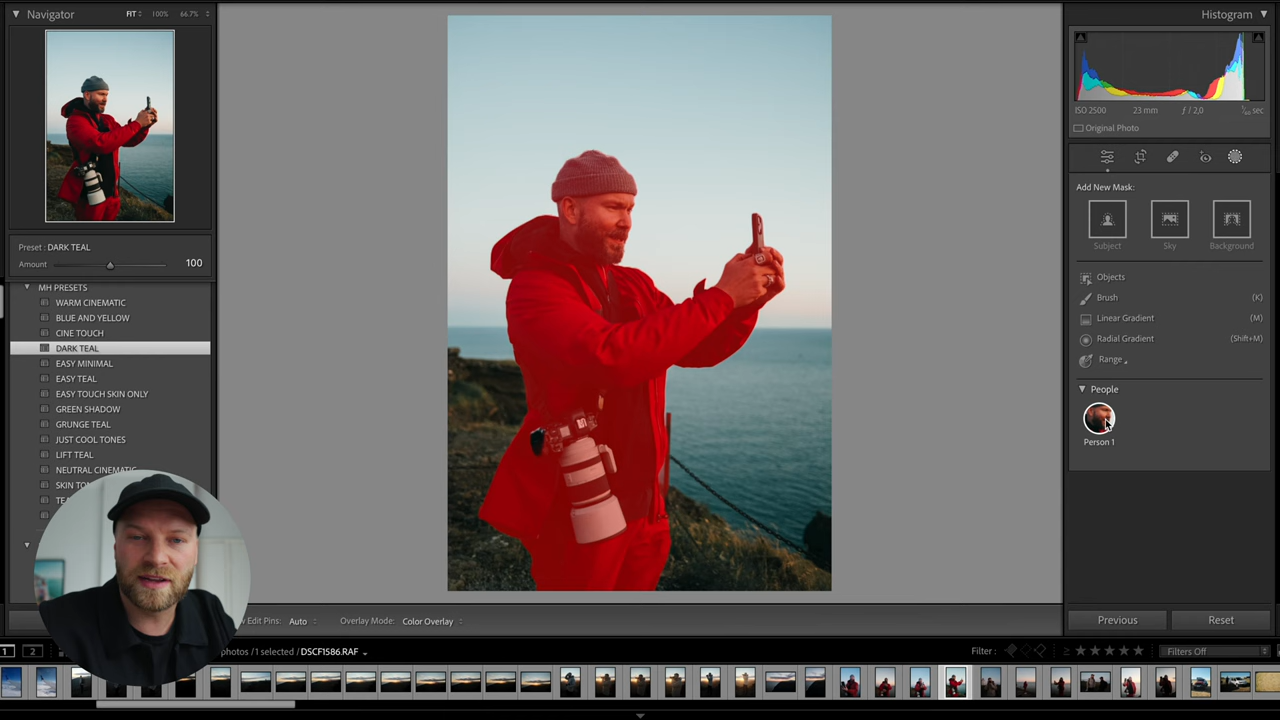 Navigator
FIT
100%
66.7%
Preset : DARK TEAL
Amount
100
MH PRESETS
WARM CINEMATIC
BLUE AND YELLOW
CINE TOUCH
DARK TEAL
EASY MINIMAL
EASY TEAL
EASY TOUCH SKIN ONLY
GREEN SHADOW
GRUNGE TEAL
JUST COOL TONES
LIFT TEAL
NEUTRAL CINEMATIC
Edit Pins:
Auto
Overlay Mode:
Color Overlay
Histogram
ISO 2500
23 mm
ƒ / 2,0
1/60 sec
Original Photo
Add New Mask:
Subject
Sky
Background
Objects
Brush
(K)
Linear Gradient
(M)
Radial Gradient
(Shift+M)
Range
People
Person 1
Previous
Reset
1
2
photos / 1 selected / DSCF1586.RAF
Filter :
Filters Off